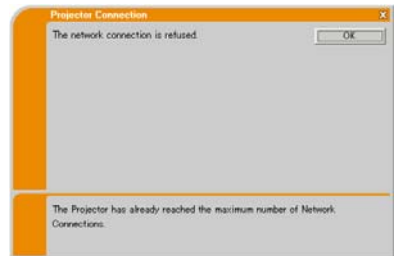 Projector Connection X
The network connection is refused.
OK
The Projector has already reached the maximum number of Network
Connections.